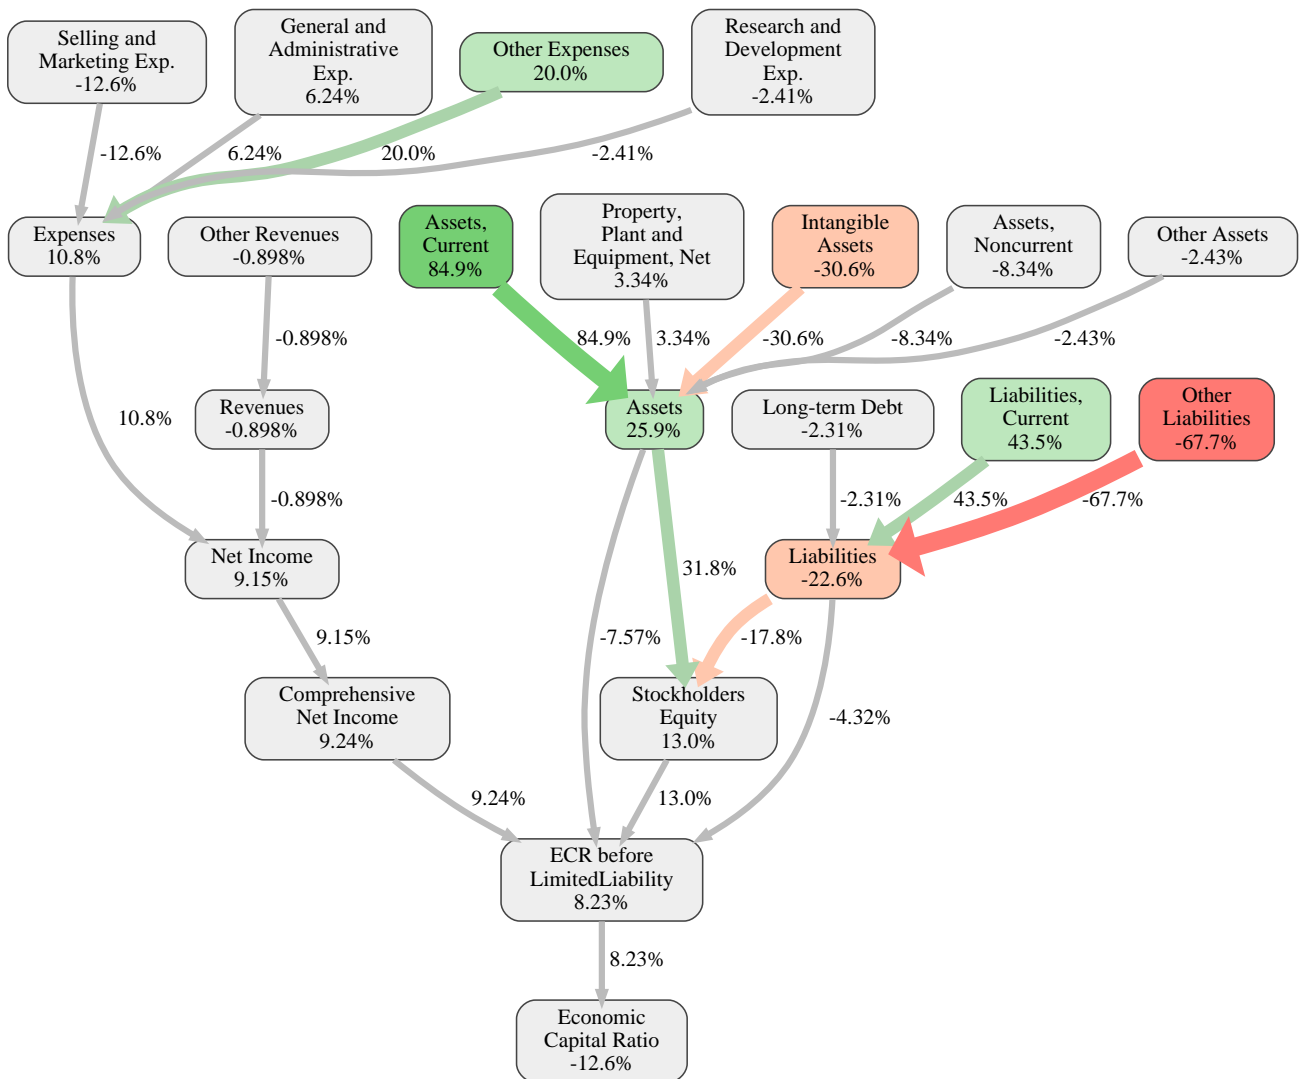 Selling and
Marketing Exp.
-12.6%
General and
Administrative
Exp.
6.24%
Other Expenses
20.0%
Research and
Development
Exp.
-2.41%
-12.6%
6.24%
20.0%
-2.41%
Expenses
10.8%
Other Revenues
-0.898%
Assets,
Current
84.9%
Property,
Plant and
Equipment, Net
3.34%
Intangible
Assets
-30.6%
Assets,
Noncurrent
-8.34%
Other Assets
-2.43%
-0.898%
84.9%
3.34%
-30.6%
-8.34%
-2.43%
10.8%
Revenues
-0.898%
Assets
25.9%
Long-term Debt
-2.31%
Liabilities,
Current
43.5%
Other
Liabilities
-67.7%
-0.898%
-2.31%
43.5%
-67.7%
Net Income
9.15%
31.8%
Liabilities
-22.6%
9.15%
-7.57%
-17.8%
Comprehensive
Net Income
9.24%
Stockholders
Equity
13.0%
-4.32%
9.24%
13.0%
ECR before
LimitedLiability
8.23%
8.23%
Economic
Capital Ratio
-12.6%